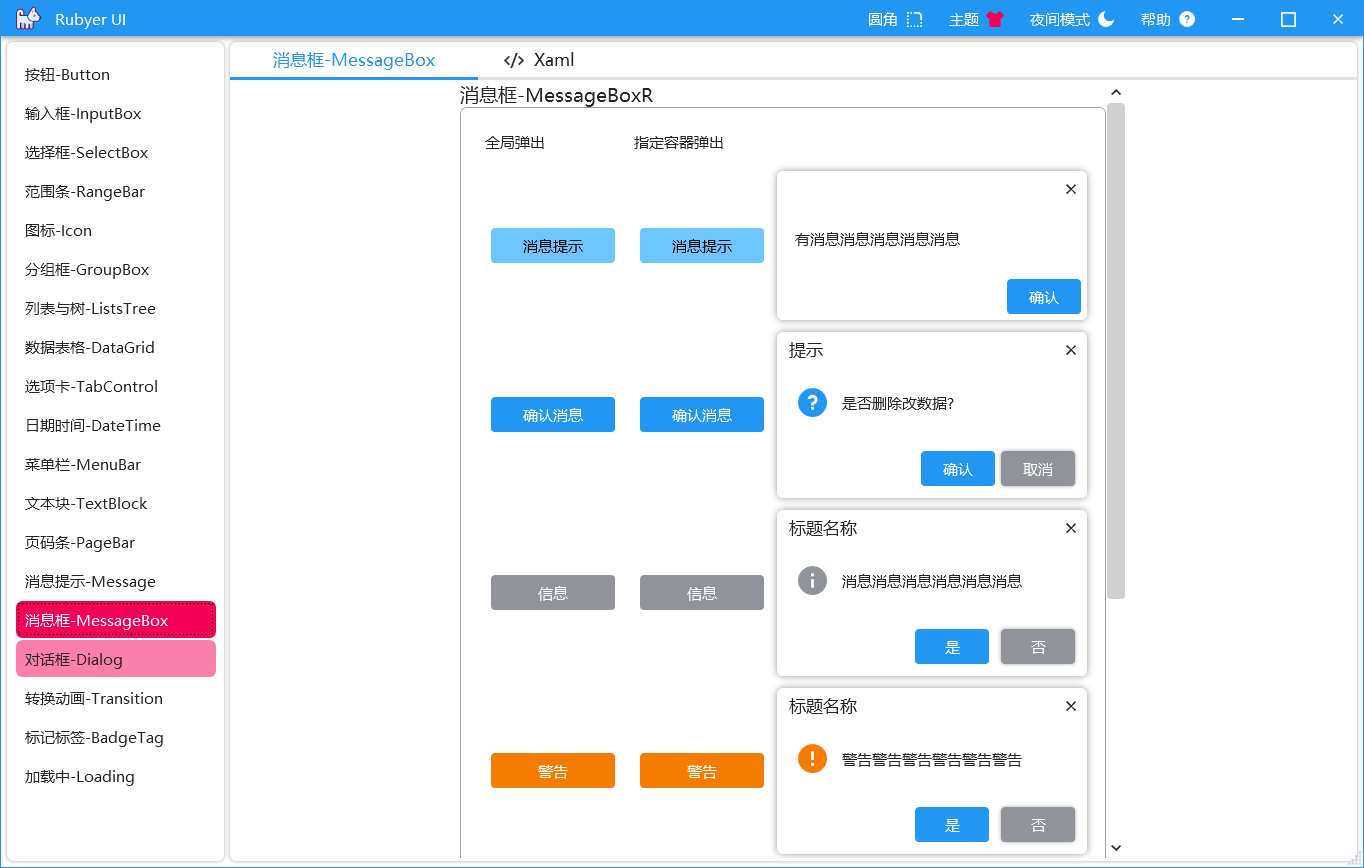 Rubyer UI
圆角
主题
夜间模式
帮助
按钮-Button
输入框-InputBox
选择框-SelectBox
范围条-RangeBar
图标-Icon
分组框-GroupBox
列表与树-ListsTree
数据表格-DataGrid
选项卡-TabControl
日期时间-DateTime
菜单栏-MenuBar
文本块-TextBlock
页码条-PageBar
消息提示-Message
消息框-MessageBox
对话框-Dialog
转换动画-Transition
标记标签-BadgeTag
加载中-Loading
消息框-MessageBox
</> Xaml
消息框-MessageBoxR
全局弹出
指定容器弹出
消息提示
消息提示
有消息消息消息消息消息
确认
确认消息
确认消息
提示
是否删除改数据?
确认
取消
信息
信息
标题名称
消息消息消息消息消息消息
是
否
警告
警告
标题名称
警告警告警告警告警告警告
是
否